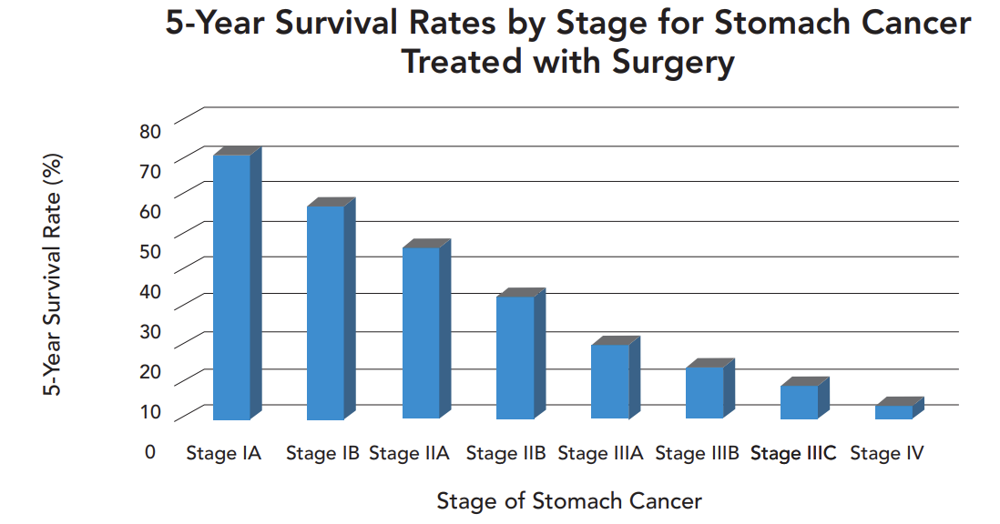 5-Year Survival Rates by Stage for Stomach Cancer
Treated with Surgery
5-Year Survival Rate (%)
80
70
60
50
40
30
20
10
0
Stage IA Stage IB Stage IIA Stage IIB Stage IIIA Stage IIIB Stage IIIC Stage IV
Stage of Stomach Cancer